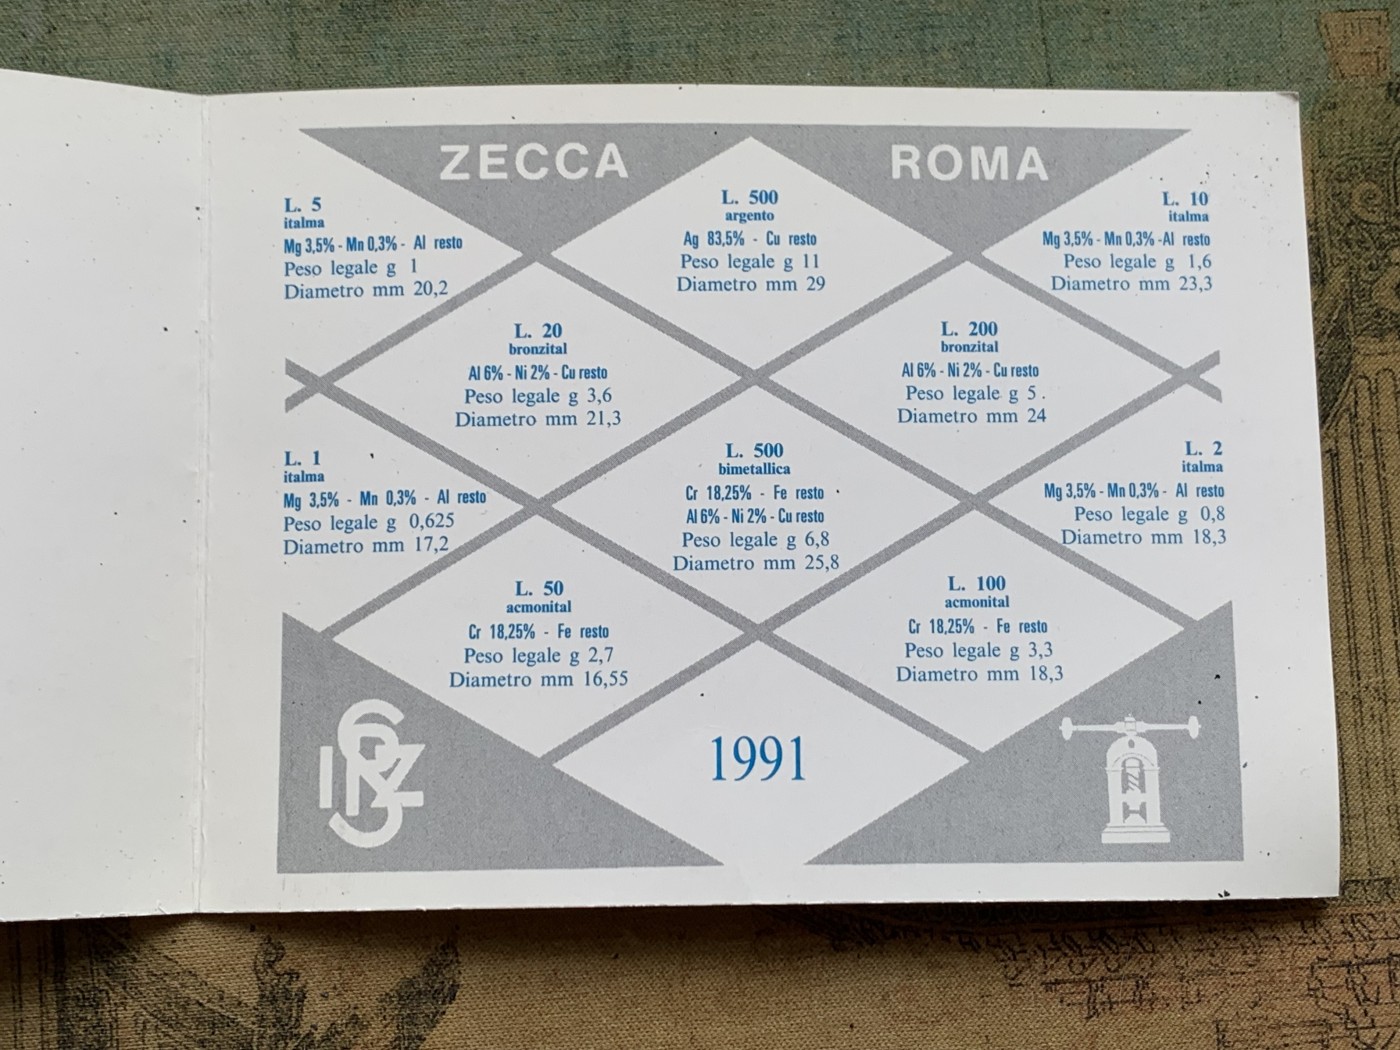 ZECCA ROMA
L. 5
italma
Mg 3,5% - Mn 0,3% - Al resto
Peso legale g 1
Diametro mm 20,2
L. 500
argento
Ag 83,5% - Cu resto
Peso legale g 11
Diametro mm 29
L. 10
italma
Mg 3,5% - Mn 0,3% -Al resto
Peso legale g 1,6
Diametro mm 23,3
L. 20
bronzital
Al 6% - Ni 2% - Cu resto
Peso legale g 3,6
Diametro mm 21,3
L. 200
bronzital
Al 6% - Ni 2% - Cu resto
Peso legale g 5
Diametro mm 24
L. 1
italma
Mg 3,5% - Mn 0,3% - Al resto
Peso legale g 0,625
Diametro mm 17,2
L. 500
bimetallica
Cr 18,25% - Fe resto
Al 6% - Ni 2% - Cu resto
Peso legale g 6,8
Diametro mm 25,8
L. 2
italma
Mg 3,5% - Mn 0,3% - Al resto
Peso legale g 0,8
Diametro mm 18,3
L. 50
acmonital
Cr 18,25% - Fe resto
Peso legale g 2,7
Diametro mm 16,55
L. 100
acmonital
Cr 18,25% - Fe resto
Peso legale g 3,3
Diametro mm 18,3
1991